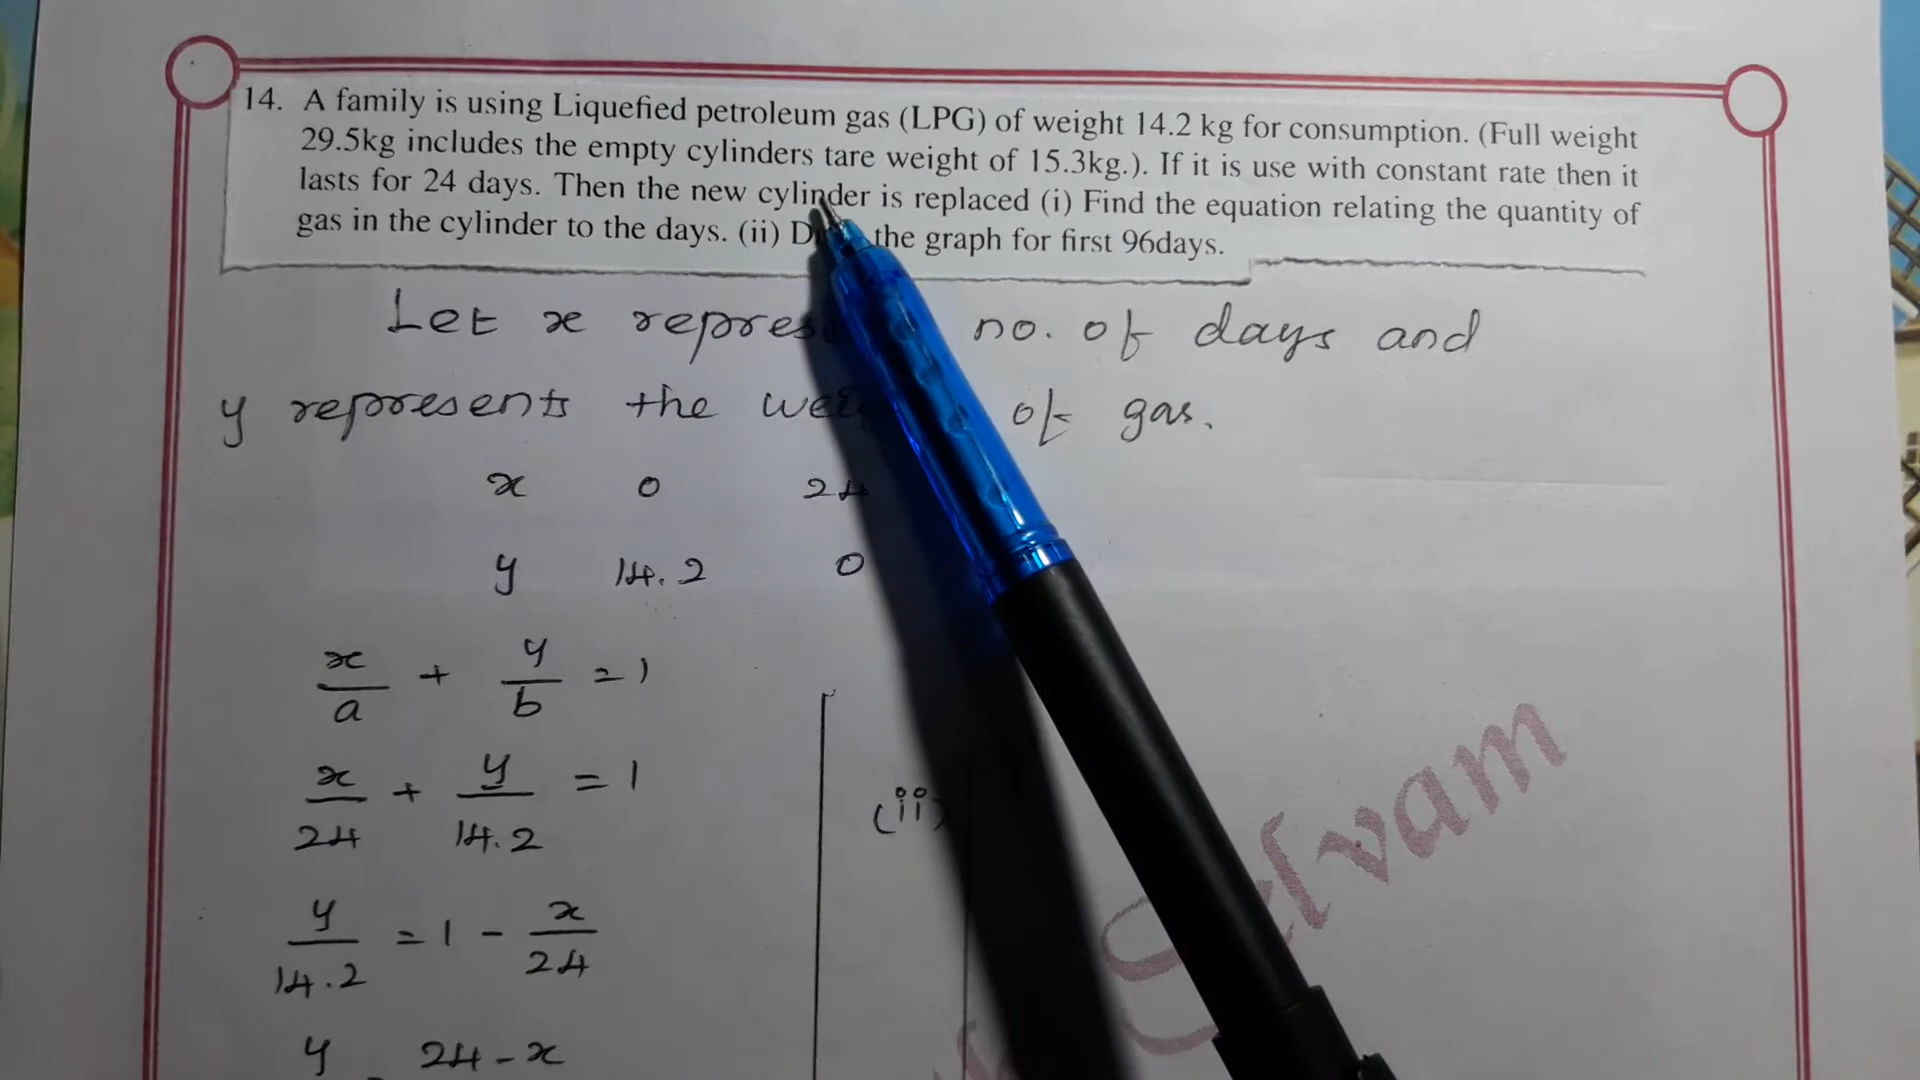 14. A family is using Liquefied petroleum gas (LPG) of weight 14.2 kg for consumption. (Full weight
29.5kg includes the empty cylinders tare weight of 15.3kg.). If it is use with constant rate then it
lasts for 24 days. Then the new cylinder is replaced (i) Find the equation relating the quantity of
gas in the cylinder to the days. (ii) the graph for first 96days.
Let x no. of days and
y represents the of gas.
x 0 24
y 14.2 0
x/a + y/b = 1
x/24 + y/14.2 = 1
(ii)
y/14.2 = 1 - x/24
y 24 - x
Selvam